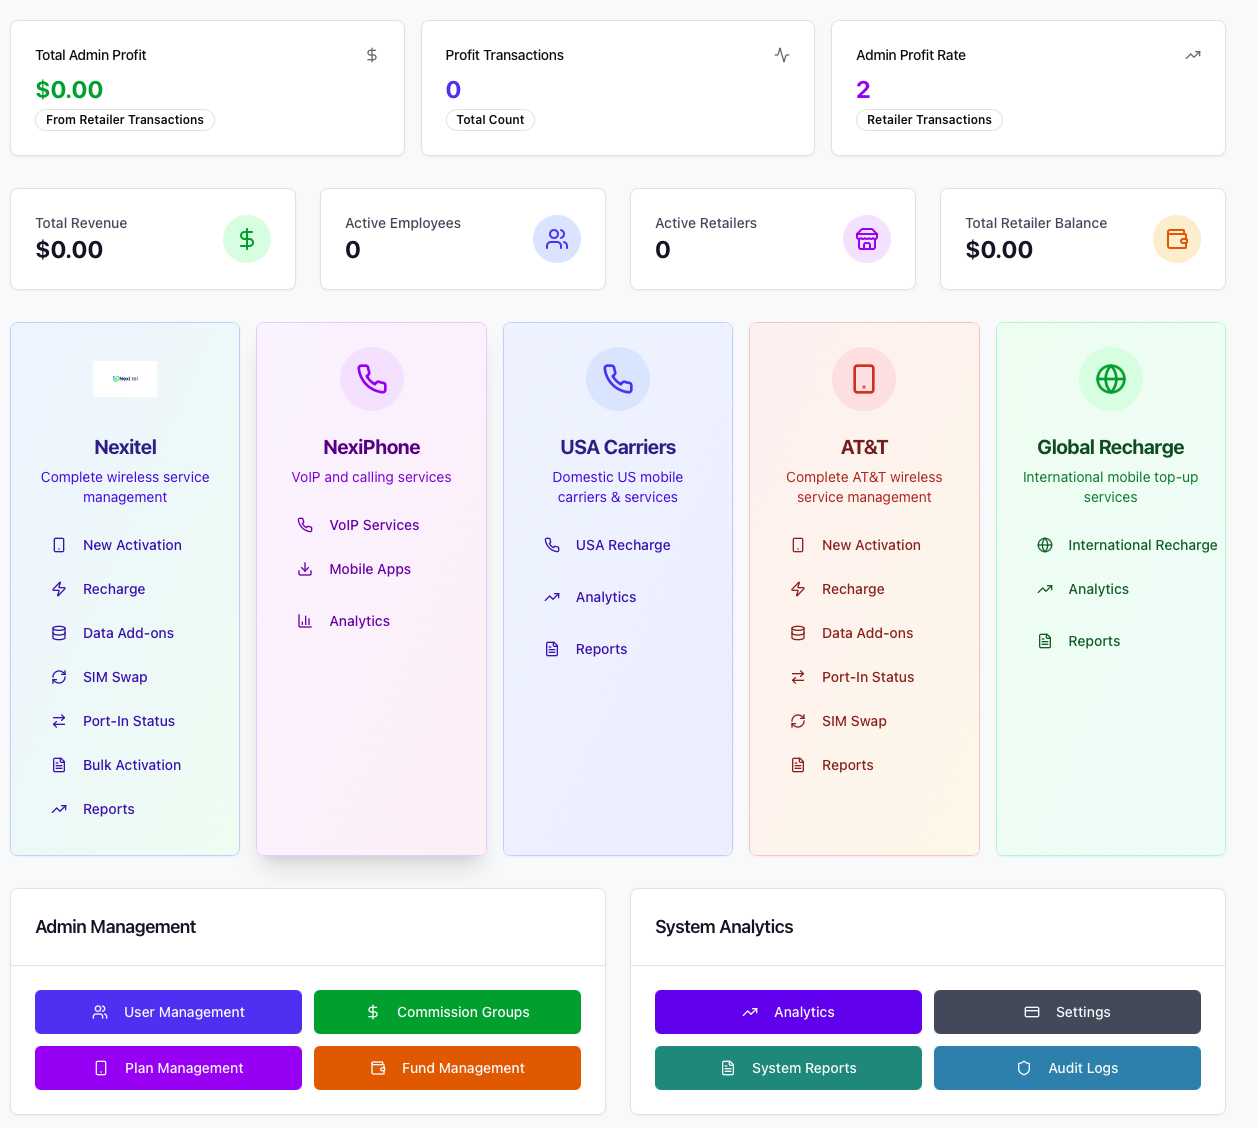 Total Admin Profit
$0.00
From Retailer Transactions
Profit Transactions
0
Total Count
Admin Profit Rate
2
Retailer Transactions
Total Revenue
$0.00
Active Employees
0
Active Retailers
0
Total Retailer Balance
$0.00
Nexi tel
Nexitel
Complete wireless service
management
New Activation
Recharge
Data Add-ons
SIM Swap
Port-In Status
Bulk Activation
Reports
NexiPhone
VoIP and calling services
VoIP Services
Mobile Apps
Analytics
USA Carriers
Domestic US mobile
carriers & services
USA Recharge
Analytics
Reports
AT&T
Complete AT&T wireless
service management
New Activation
Recharge
Data Add-ons
Port-In Status
SIM Swap
Reports
Global Recharge
International mobile top-up
services
International Recharge
Analytics
Reports
Admin Management
User Management
Commission Groups
Plan Management
Fund Management
System Analytics
Analytics
Settings
System Reports
Audit Logs